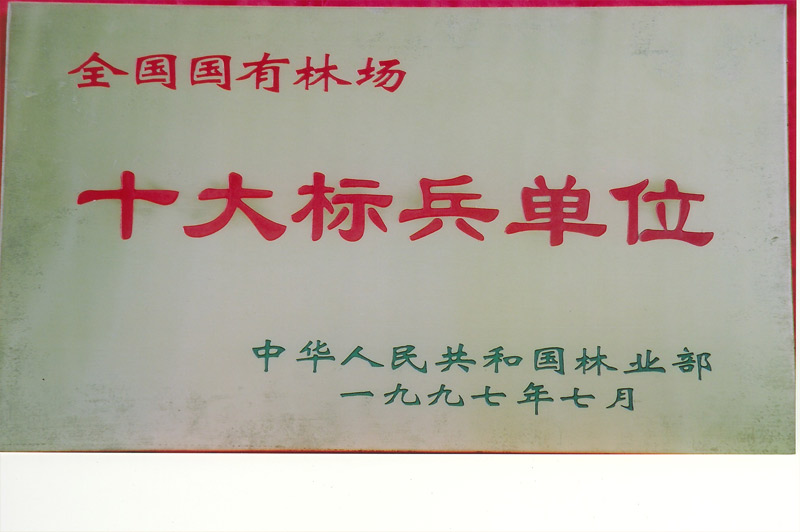 全国国有林场
十大标兵单位
中华人民共和国林业部
一九九七年七月